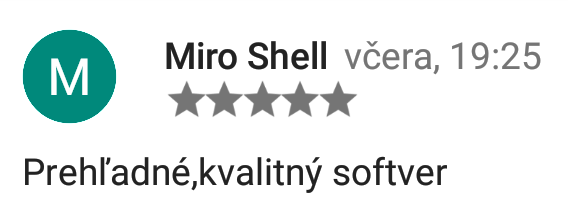 M
Miro Shell včera, 19:25
Prehľadné,kvalitný softver